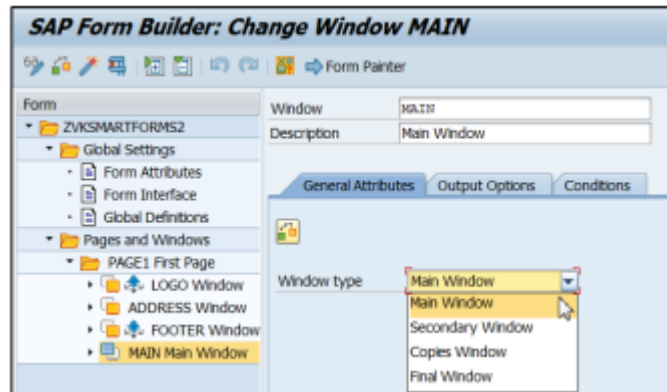 SAP Form Builder: Change Window MAIN
Form Painter
Form
ZVKSMARTFORMS2
Global Settings
Form Attributes
Form Interface
Global Definitions
Pages and Windows
PAGE1 First Page
LOGO Window
ADDRESS Window
FOOTER Window
MAIN Main Window
Window MAIN
Description Main Window
General Attributes Output Options Conditions
Window type Main Window
Main Window
Secondary Window
Copies Window
Final Window